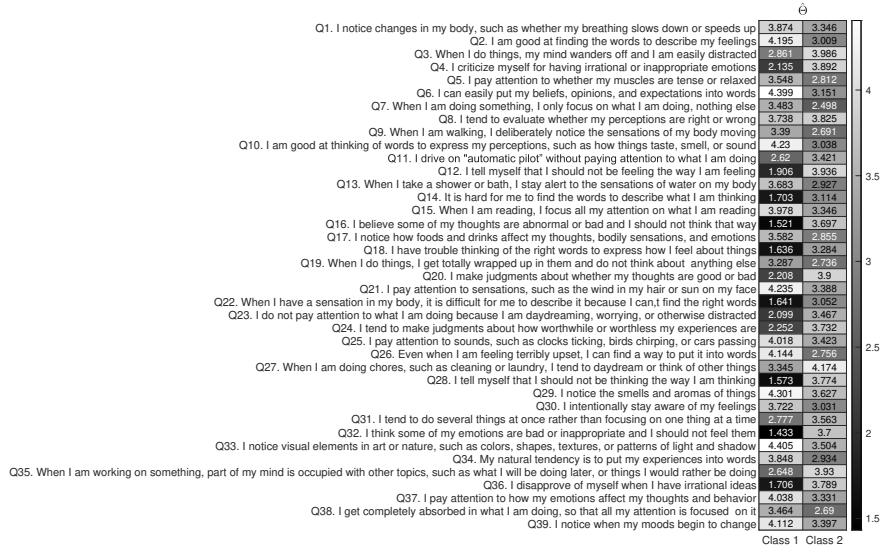 Θ̂
Q1. I notice changes in my body, such as whether my breathing slows down or speeds up 3.874 3.346
Q2. I am good at finding the words to describe my feelings 4.195 3.009
Q3. When I do things, my mind wanders off and I am easily distracted 2.861 3.986
Q4. I criticize myself for having irrational or inappropriate emotions 2.135 3.892
Q5. I pay attention to whether my muscles are tense or relaxed 3.548 2.812
Q6. I can easily put my beliefs, opinions, and expectations into words 4.399 3.151
Q7. When I am doing something, I only focus on what I am doing, nothing else 3.483 2.498
Q8. I tend to evaluate whether my perceptions are right or wrong 3.738 3.825
Q9. When I am walking, I deliberately notice the sensations of my body moving 3.39 2.691
Q10. I am good at thinking of words to express my perceptions, such as how things taste, smell, or sound 4.23 3.038
Q11. I drive on "automatic pilot" without paying attention to what I am doing 2.62 3.421
Q12. I tell myself that I should not be feeling the way I am feeling 1.906 3.936
Q13. When I take a shower or bath, I stay alert to the sensations of water on my body 3.683 2.927
Q14. It is hard for me to find the words to describe what I am thinking 1.703 3.114
Q15. When I am reading, I focus all my attention on what I am reading 3.978 3.346
Q16. I believe some of my thoughts are abnormal or bad and I should not think that way 1.521 3.697
Q17. I notice how foods and drinks affect my thoughts, bodily sensations, and emotions 3.582 2.855
Q18. I have trouble thinking of the right words to express how I feel about things 1.636 3.284
Q19. When I do things, I get totally wrapped up in them and do not think about anything else 3.287 2.736
Q20. I make judgments about whether my thoughts are good or bad 2.208 3.9
Q21. I pay attention to sensations, such as the wind in my hair or sun on my face 4.235 3.388
Q22. When I have a sensation in my body, it is difficult for me to describe it because I can,t find the right words 1.641 3.052
Q23. I do not pay attention to what I am doing because I am daydreaming, worrying, or otherwise distracted 2.099 3.467
Q24. I tend to make judgments about how worthwhile or worthless my experiences are 2.252 3.732
Q25. I pay attention to sounds, such as clocks ticking, birds chirping, or cars passing 4.018 3.423
Q26. Even when I am feeling terribly upset, I can find a way to put it into words 4.144 2.756
Q27. When I am doing chores, such as cleaning or laundry, I tend to daydream or think of other things 3.345 4.174
Q28. I tell myself that I should not be thinking the way I am thinking 1.573 3.774
Q29. I notice the smells and aromas of things 4.301 3.627
Q30. I intentionally stay aware of my feelings 3.722 3.031
Q31. I tend to do several things at once rather than focusing on one thing at a time 2.777 3.563
Q32. I think some of my emotions are bad or inappropriate and I should not feel them 1.433 3.7
Q33. I notice visual elements in art or nature, such as colors, shapes, textures, or patterns of light and shadow 4.405 3.504
Q34. My natural tendency is to put my experiences into words 3.848 2.934
Q35. When I am working on something, part of my mind is occupied with other topics, such as what I will be doing later, or things I would rather be doing 2.648 3.93
Q36. I disapprove of myself when I have irrational ideas 1.706 3.789
Q37. I pay attention to how my emotions affect my thoughts and behavior 4.038 3.331
Q38. I get completely absorbed in what I am doing, so that all my attention is focused on it 3.464 2.69
Q39. I notice when my moods begin to change 4.112 3.397
Class 1 Class 2
4
3.5
3
2.5
2
1.5